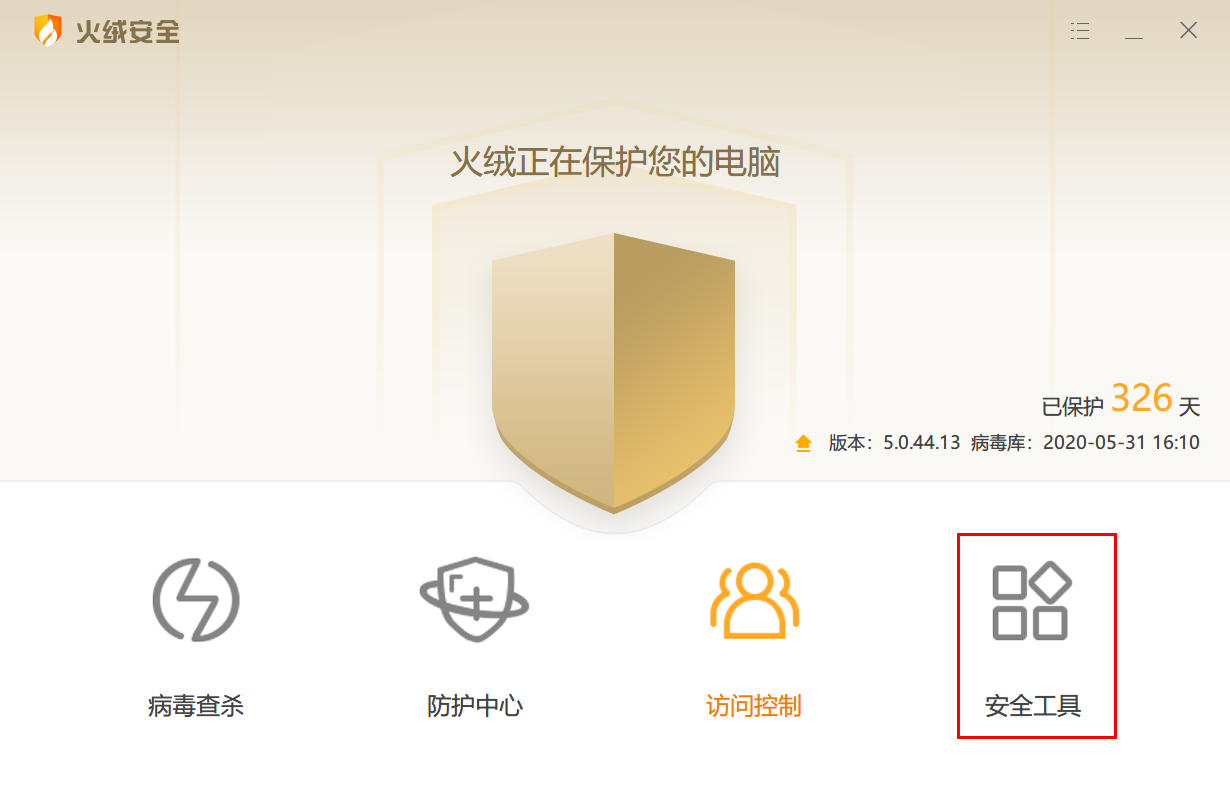 火绒安全
火绒正在保护您的电脑
已保护 326 天
版本：5.0.44.13 病毒库：2020-05-31 16:10
病毒查杀
防护中心
访问控制
安全工具